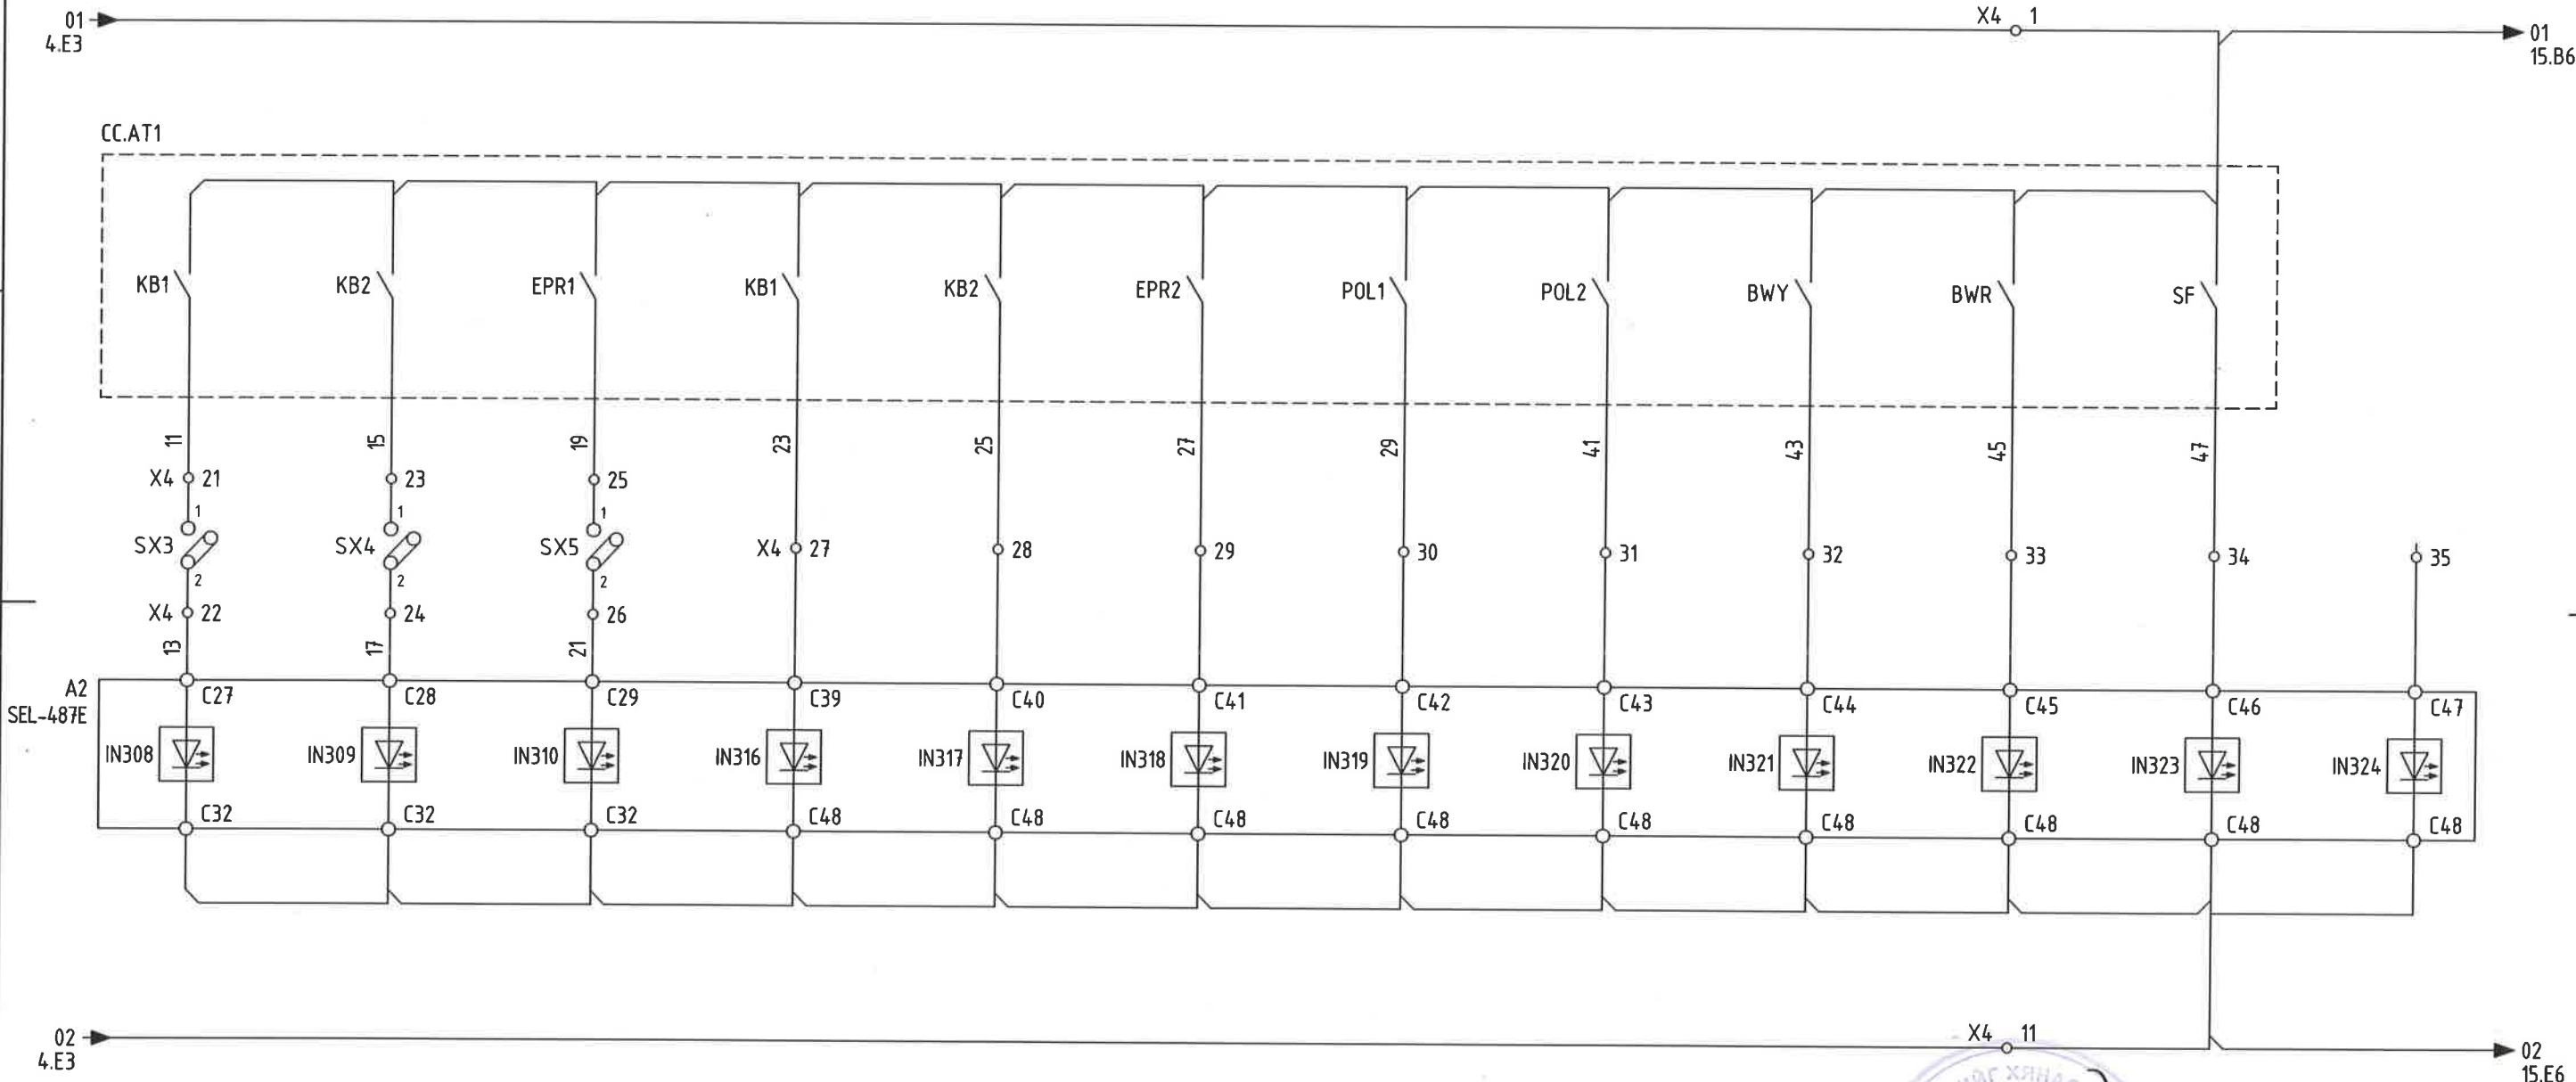 01
4.E3
X4 1
01
15.B6
CC.AT1
KB1 KB2 EPR1 KB1 KB2 EPR2 POL1 POL2 BWY BWR SF
11 15 19 23 25 27 29 41 43 45 47
X4 21 23 25
1 1 1
SX3 SX4 SX5 X4 27 28 29 30 31 32 33 34 35
2 2 2
X4 22 24 26
13 17 21
A2 C27 C28 C29 C39 C40 C41 C42 C43 C44 C45 C46 C47
SEL-487E
IN308 IN309 IN310 IN316 IN317 IN318 IN319 IN320 IN321 IN322 IN323 IN324
C32 C32 C32 C48 C48 C48 C48 C48 C48 C48 C48 C48
02
4.E3
X4 11
02
15.E6